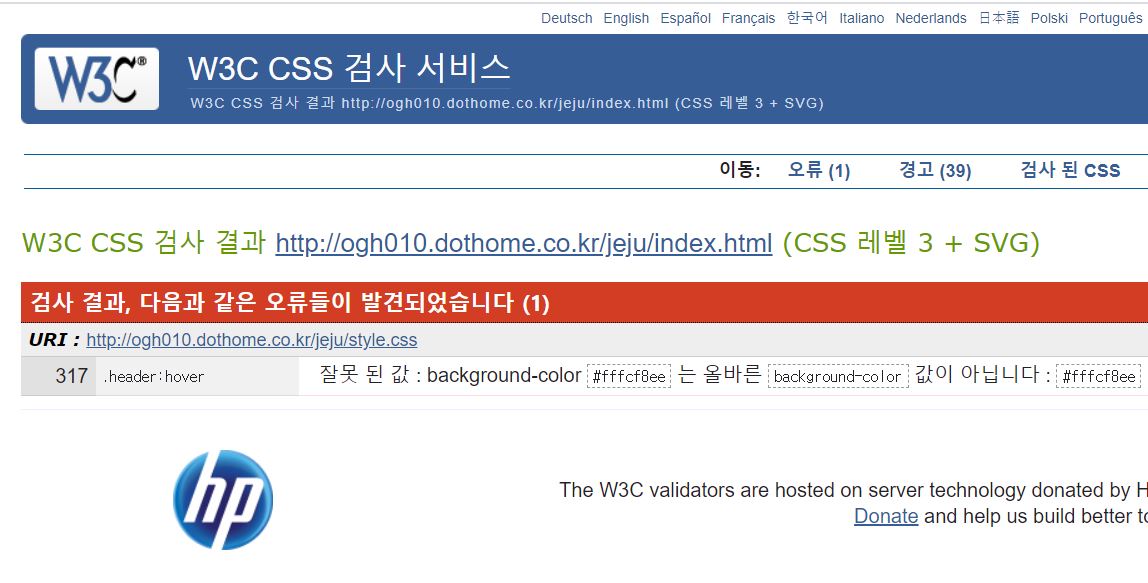 Deutsch English Español Français 한국어 Italiano Nederlands 日本語 Polski Português
W3C® W3C CSS 검사 서비스
W3C CSS 검사 결과 http://ogh010.dothome.co.kr/jeju/index.html (CSS 레벨 3 + SVG)
이동: 오류 (1) 경고 (39) 검사 된 CSS
W3C CSS 검사 결과 http://ogh010.dothome.co.kr/jeju/index.html (CSS 레벨 3 + SVG)
검사 결과, 다음과 같은 오류들이 발견되었습니다 (1)
URI : http://ogh010.dothome.co.kr/jeju/style.css
317 .header:hover 잘못 된 값 : background-color #fffcf8ee 는 올바른 background-color 값이 아닙니다 : #fffcf8ee
hp
The W3C validators are hosted on server technology donated by H
Donate and help us build better to